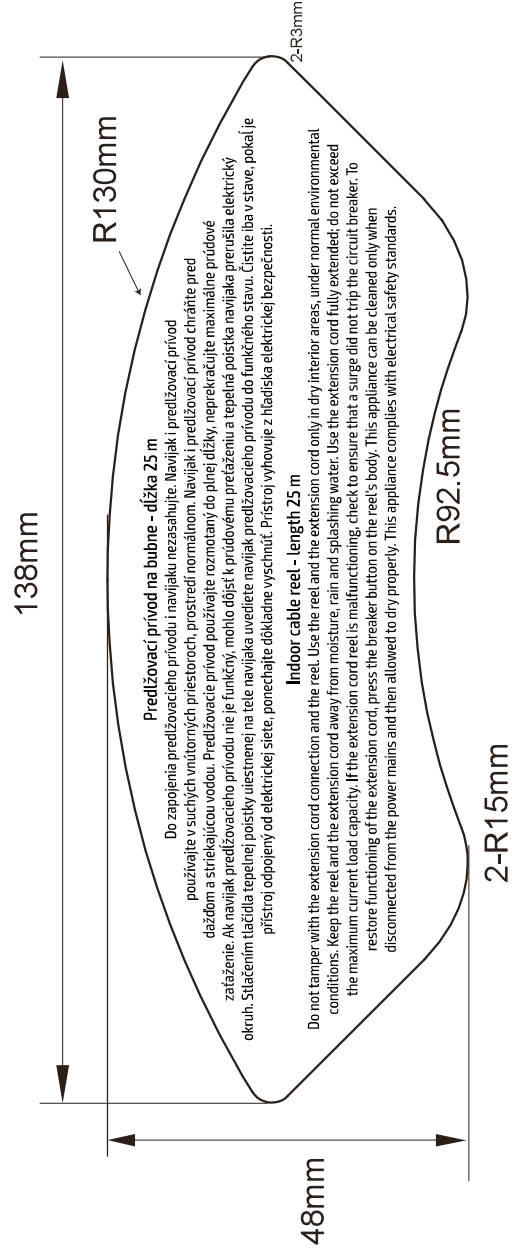 138mm
R130mm
2-R3mm
Predlžovací prívod na bubne - dĺžka 25 m
Do zapojenia predlžovacieho prívodu i navijaku nezasahujte. Navijak i predlžovací prívod
používajte v suchých vnútorných priestoroch, prostredí normálnom. Navijak i predlžovací prívod chráňte pred
dažďom a striekajúcou vodou. Predlžovacie prívod používajte rozmotaný do plnej dĺžky, neprekračujte maximálne prúdové
zaťaženie. Ak navijak predlžovacieho prívodu nie je funkčný, mohlo dôjsť k prúdovému preťaženiu a tepelná poistka navijaka prerušila elektrický
okruh. Stlačením tlačidla tepelnej poistky uiestnenej na tele navijaka uvediete navijak predlžovacieho prívodu do funkčného stavu. Čistite iba v stave, pokaľ je
přístroj odpojený od elektrickej siete, ponechajte dôkladne vyschnúť. Prístroj vyhovuje z hľadiska elektrickej bezpečnosti.
Indoor cable reel - length 25 m
Do not tamper with the extension cord connection and the reel. Use the reel and the extension cord only in dry interior areas, under normal environmental
conditions. Keep the reel and the extension cord away from moisture, rain and splashing water. Use the extension cord fully extended; do not exceed
the maximum current load capacity. If the extension cord reel is malfunctioning, check to ensure that a surge did not trip the circuit breaker. To
restore functioning of the extension cord, press the breaker button on the reel's body. This appliance can be cleaned only when
disconnected from the power mains and then allowed to dry properly. This appliance complies with electrical safety standards.
R92.5mm
2-R15mm
48mm